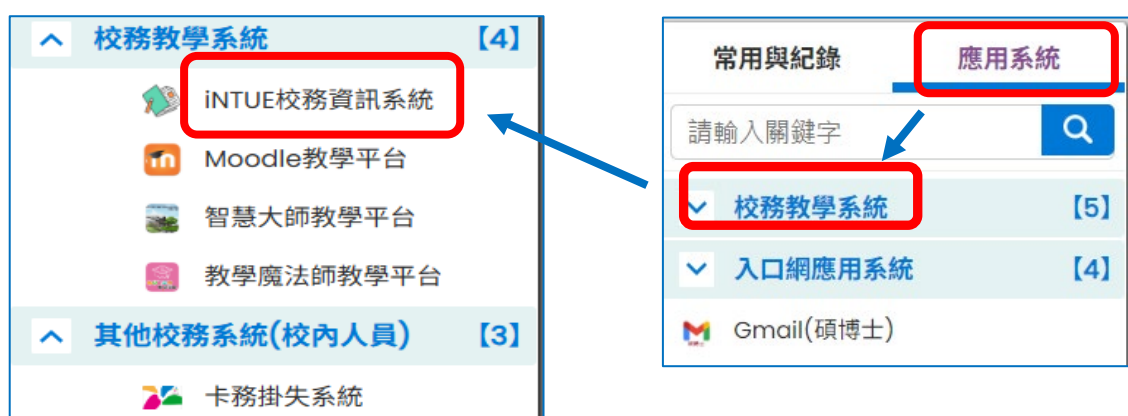 校務教學系統 【4】
iNTUE校務資訊系統
Moodle教學平台
智慧大師教學平台
教學魔法師教學平台
其他校務系統(校內人員) 【3】
卡務掛失系統
常用與紀錄 應用系統
請輸入關鍵字
校務教學系統 【5】
入口網應用系統 【4】
Gmail(碩博士)